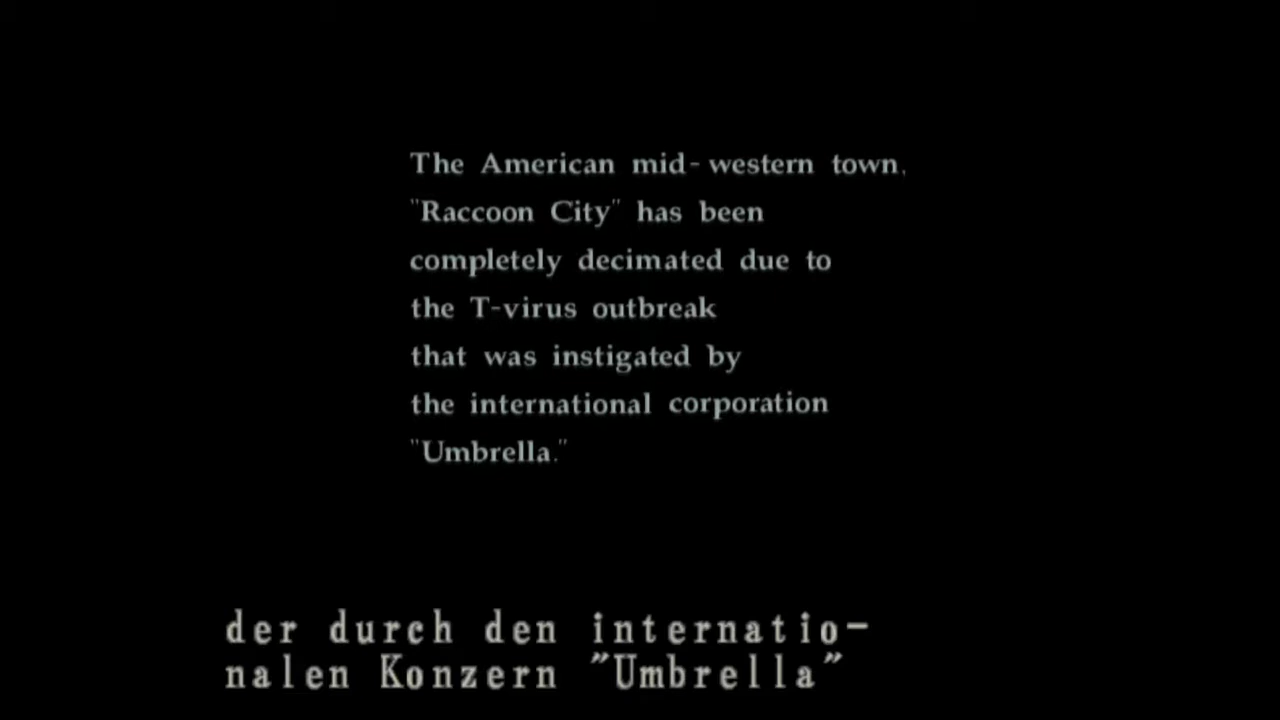 The American mid-western town,
"Raccoon City" has been
completely decimated due to
the T-virus outbreak
that was instigated by
the international corporation
"Umbrella."
der durch den internatio-
nalen Konzern "Umbrella"